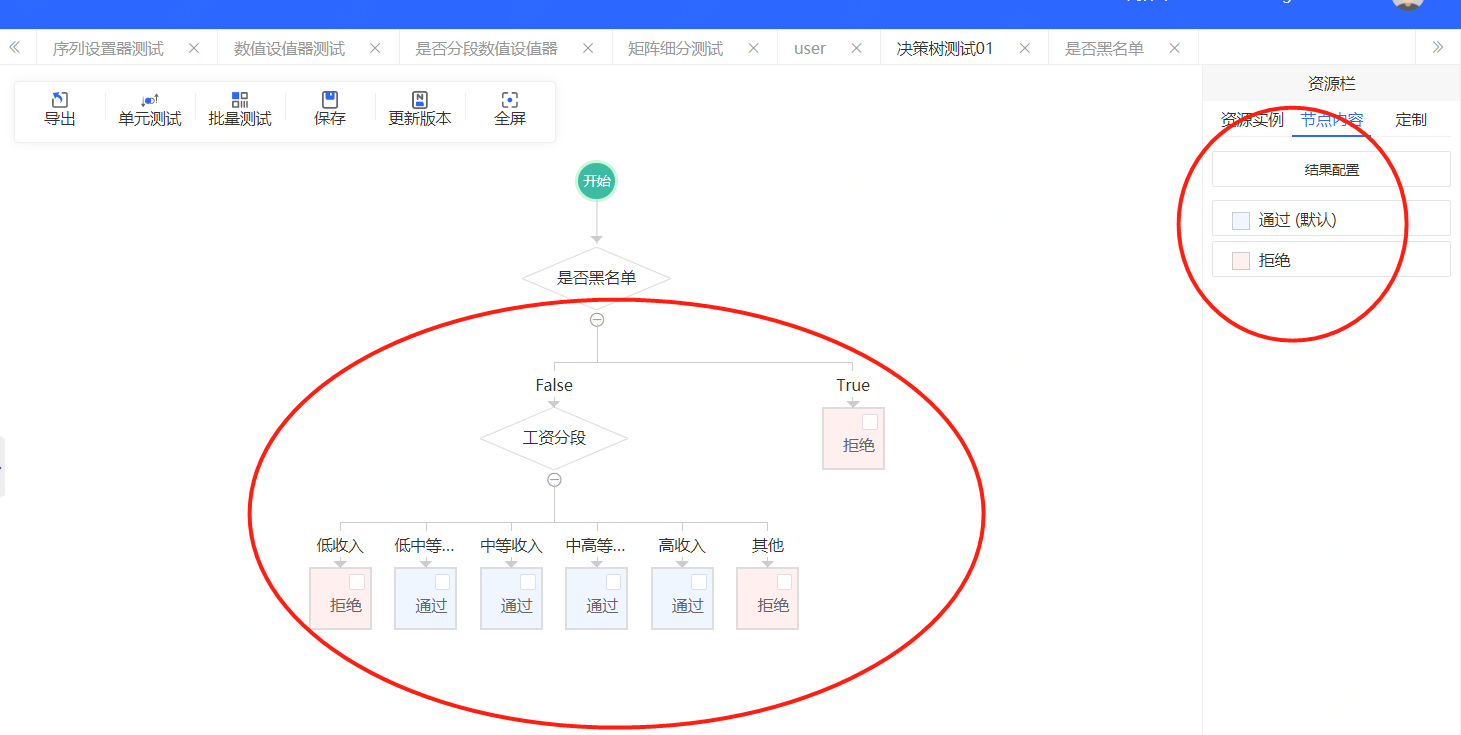 序列设置器测试 数值设值器测试 是否分段数值设值器 矩阵细分测试 user 决策树测试01 是否黑名单
资源栏
导出 单元测试 批量测试 保存 更新版本 全屏
资源实例 节点内容 定制
结果配置
通过 (默认)
拒绝
开始
是否黑名单
False True
工资分段
拒绝
低收入 低中等... 中等收入 中高等... 高收入 其他
拒绝 通过 通过 通过 通过 拒绝